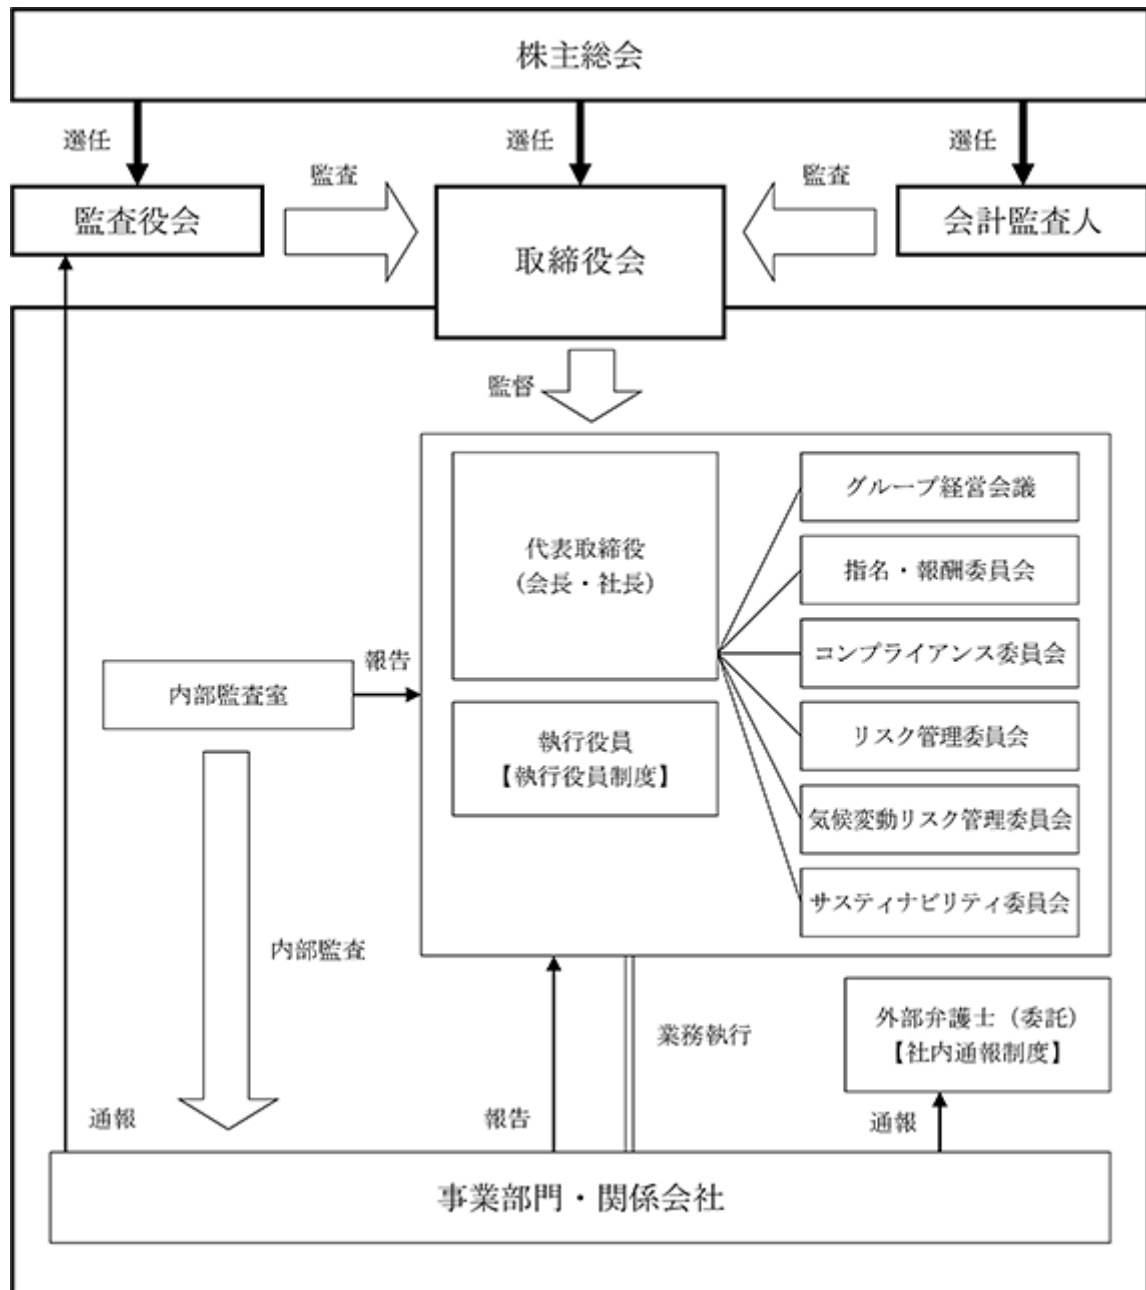 株主総会
選任
選任
選任
監査
監査
監査役会
取締役会
会計監査人
監督
代表取締役
(会長・社長)
グループ経営会議
指名・報酬委員会
コンプライアンス委員会
報告
内部監査室
執行役員
【執行役員制度】
リスク管理委員会
気候変動リスク管理委員会
サスティナビリティ委員会
内部監査
業務執行
外部弁護士（委託）
【社内通報制度】
通報
報告
通報
事業部門・関係会社